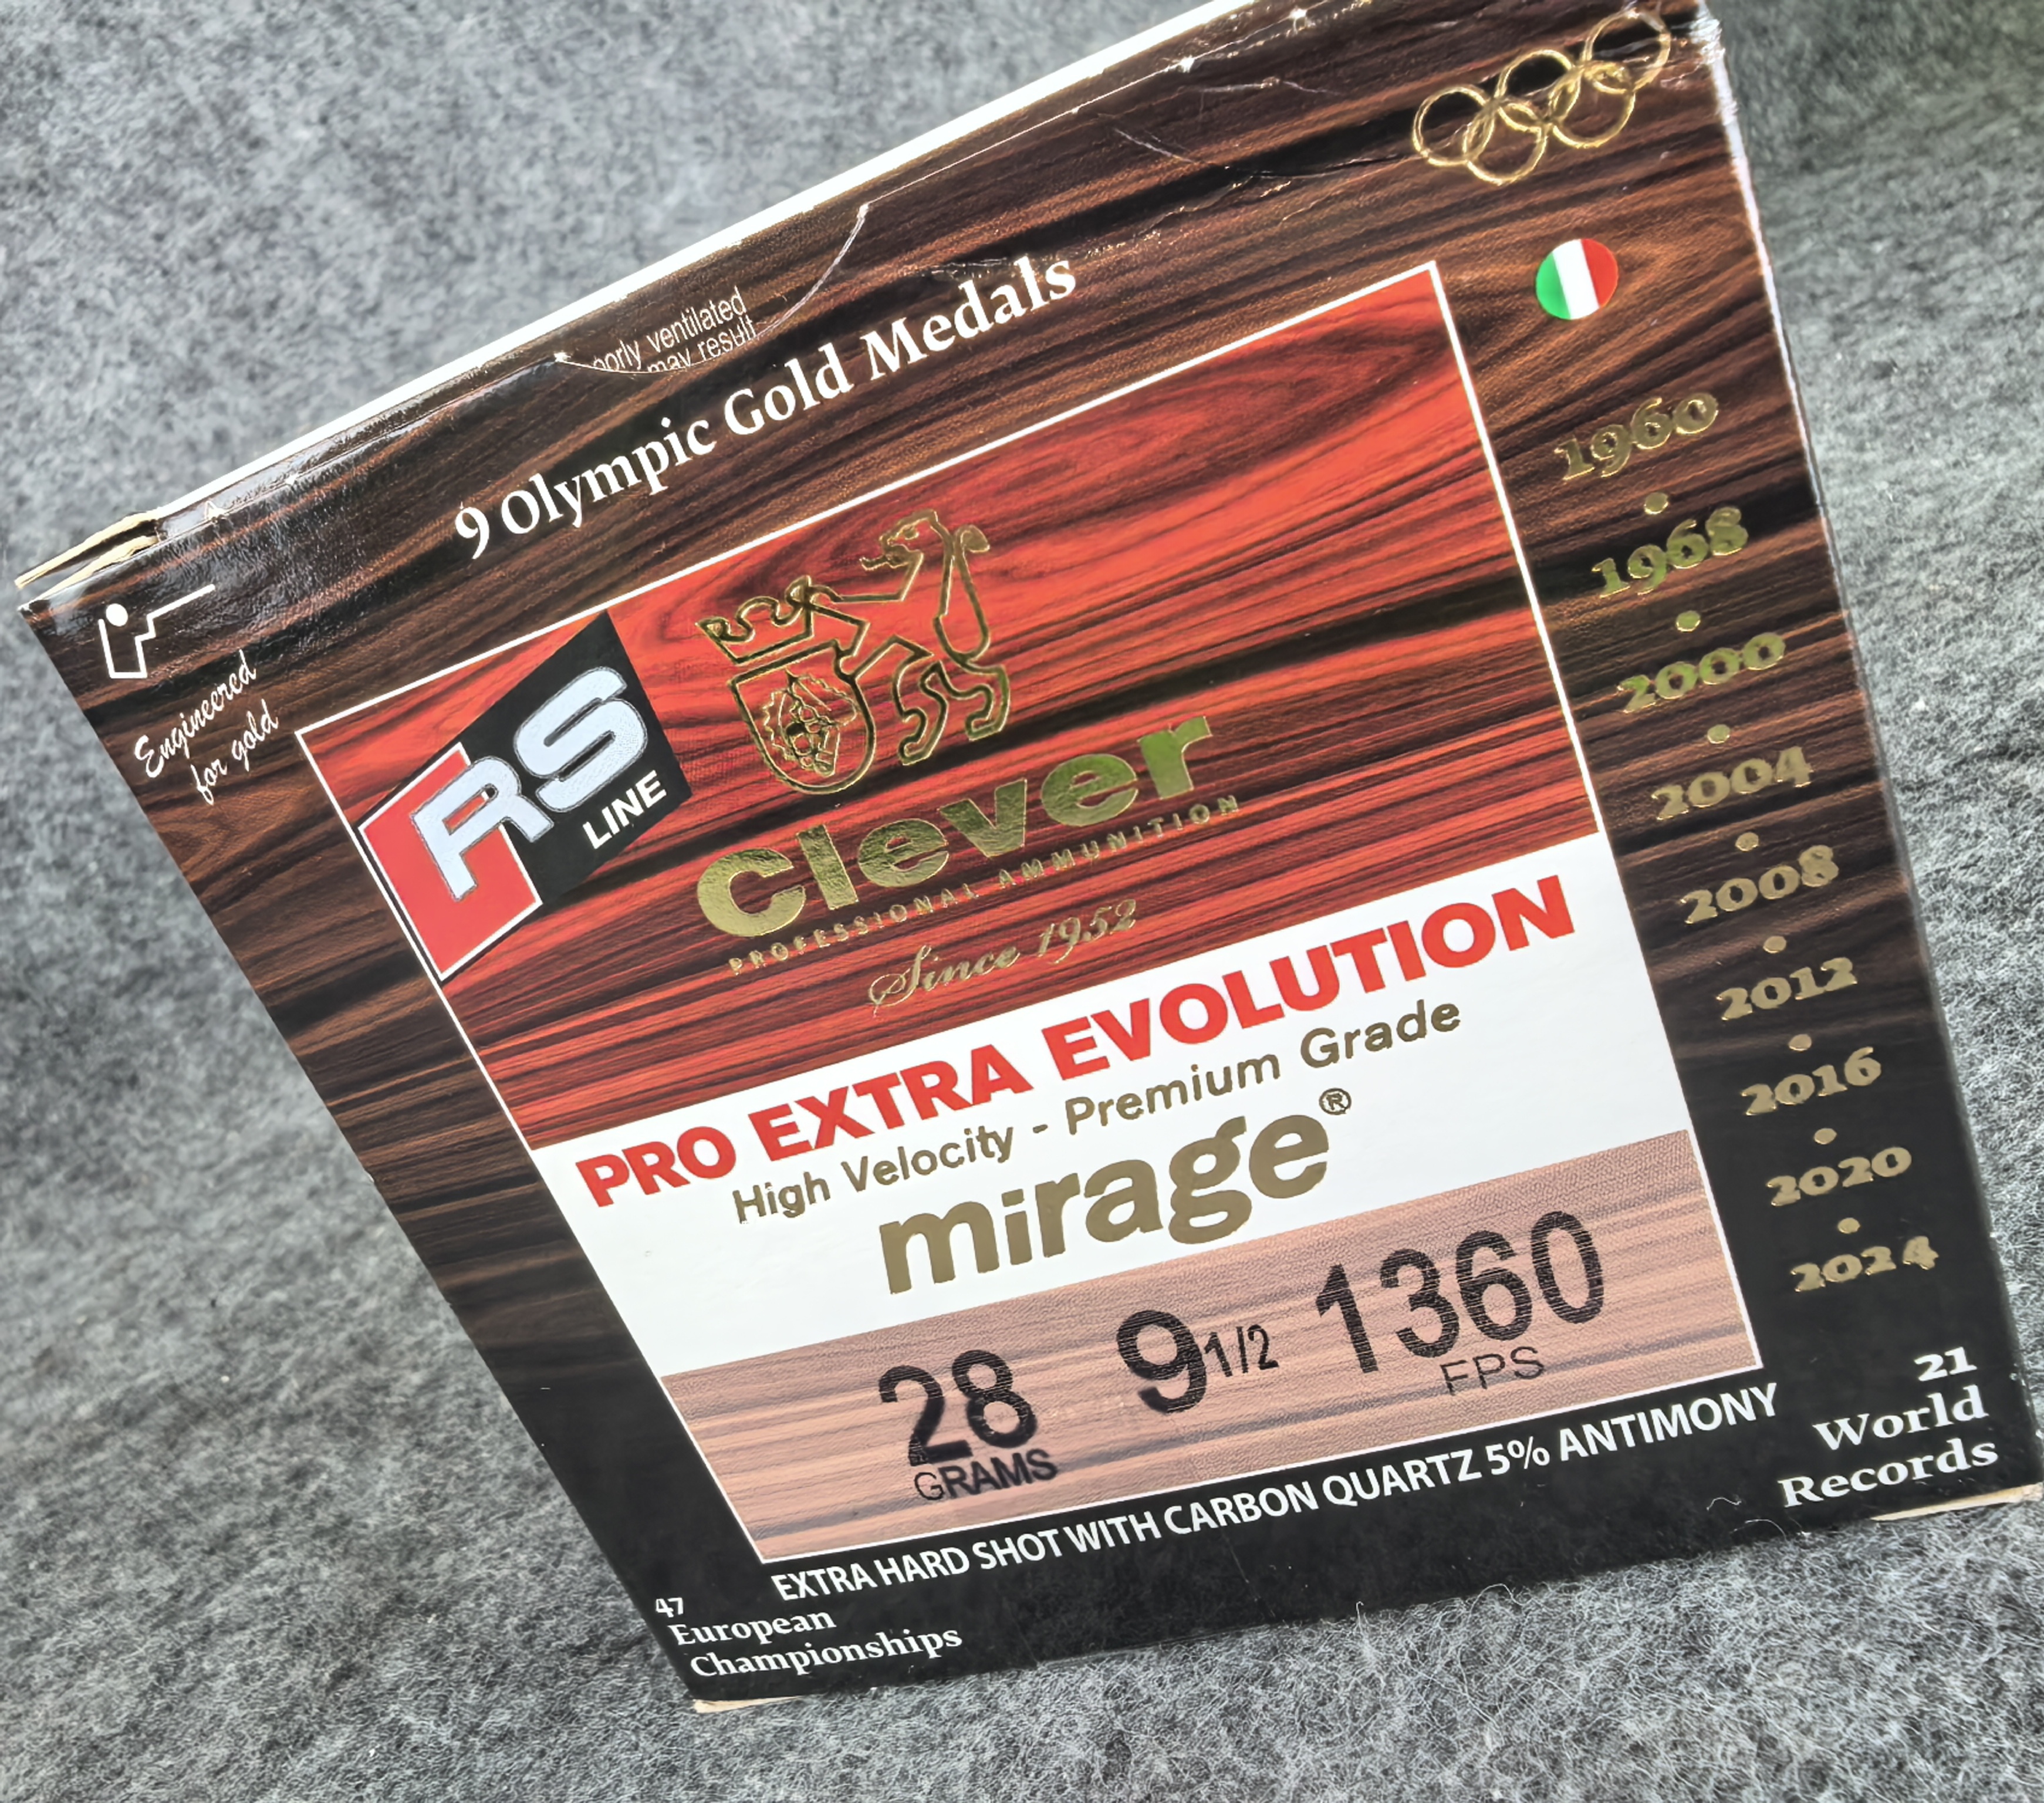 orly ventilated
may result
9 Olympic Gold Medals
Engineered
for gold
RS
LINE
Clever
PROFESSIONAL AMMUNITION
Since 1952
PRO EXTRA EVOLUTION
High Velocity - Premium Grade
mirage®
28 9 1/2 1360
GRAMS FPS
EXTRA HARD SHOT WITH CARBON QUARTZ 5% ANTIMONY
1960
1968
2000
2004
2008
2012
2016
2020
2024
21
World
Records
47
European
Championships